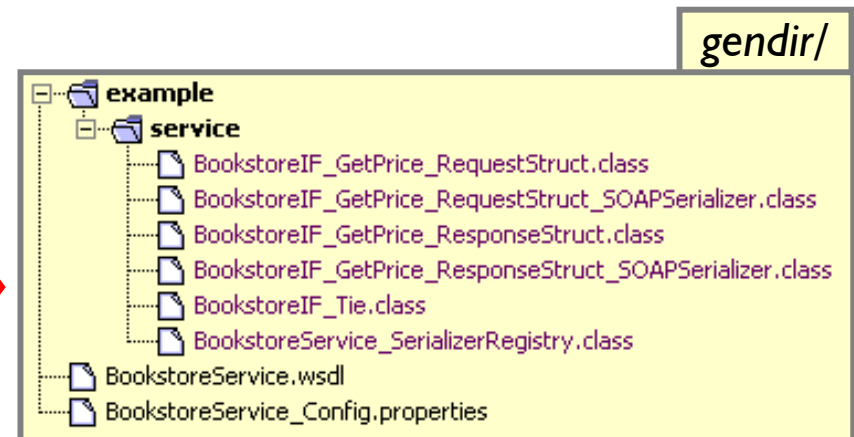 gendir/
example
service
BookstoreIF_GetPrice_RequestStruct.class
BookstoreIF_GetPrice_RequestStruct_SOAPSerializer.class
BookstoreIF_GetPrice_ResponseStruct.class
BookstoreIF_GetPrice_ResponseStruct_SOAPSerializer.class
BookstoreIF_Tie.class
BookstoreService_SerializerRegistry.class
BookstoreService.wsdl
BookstoreService_Config.properties